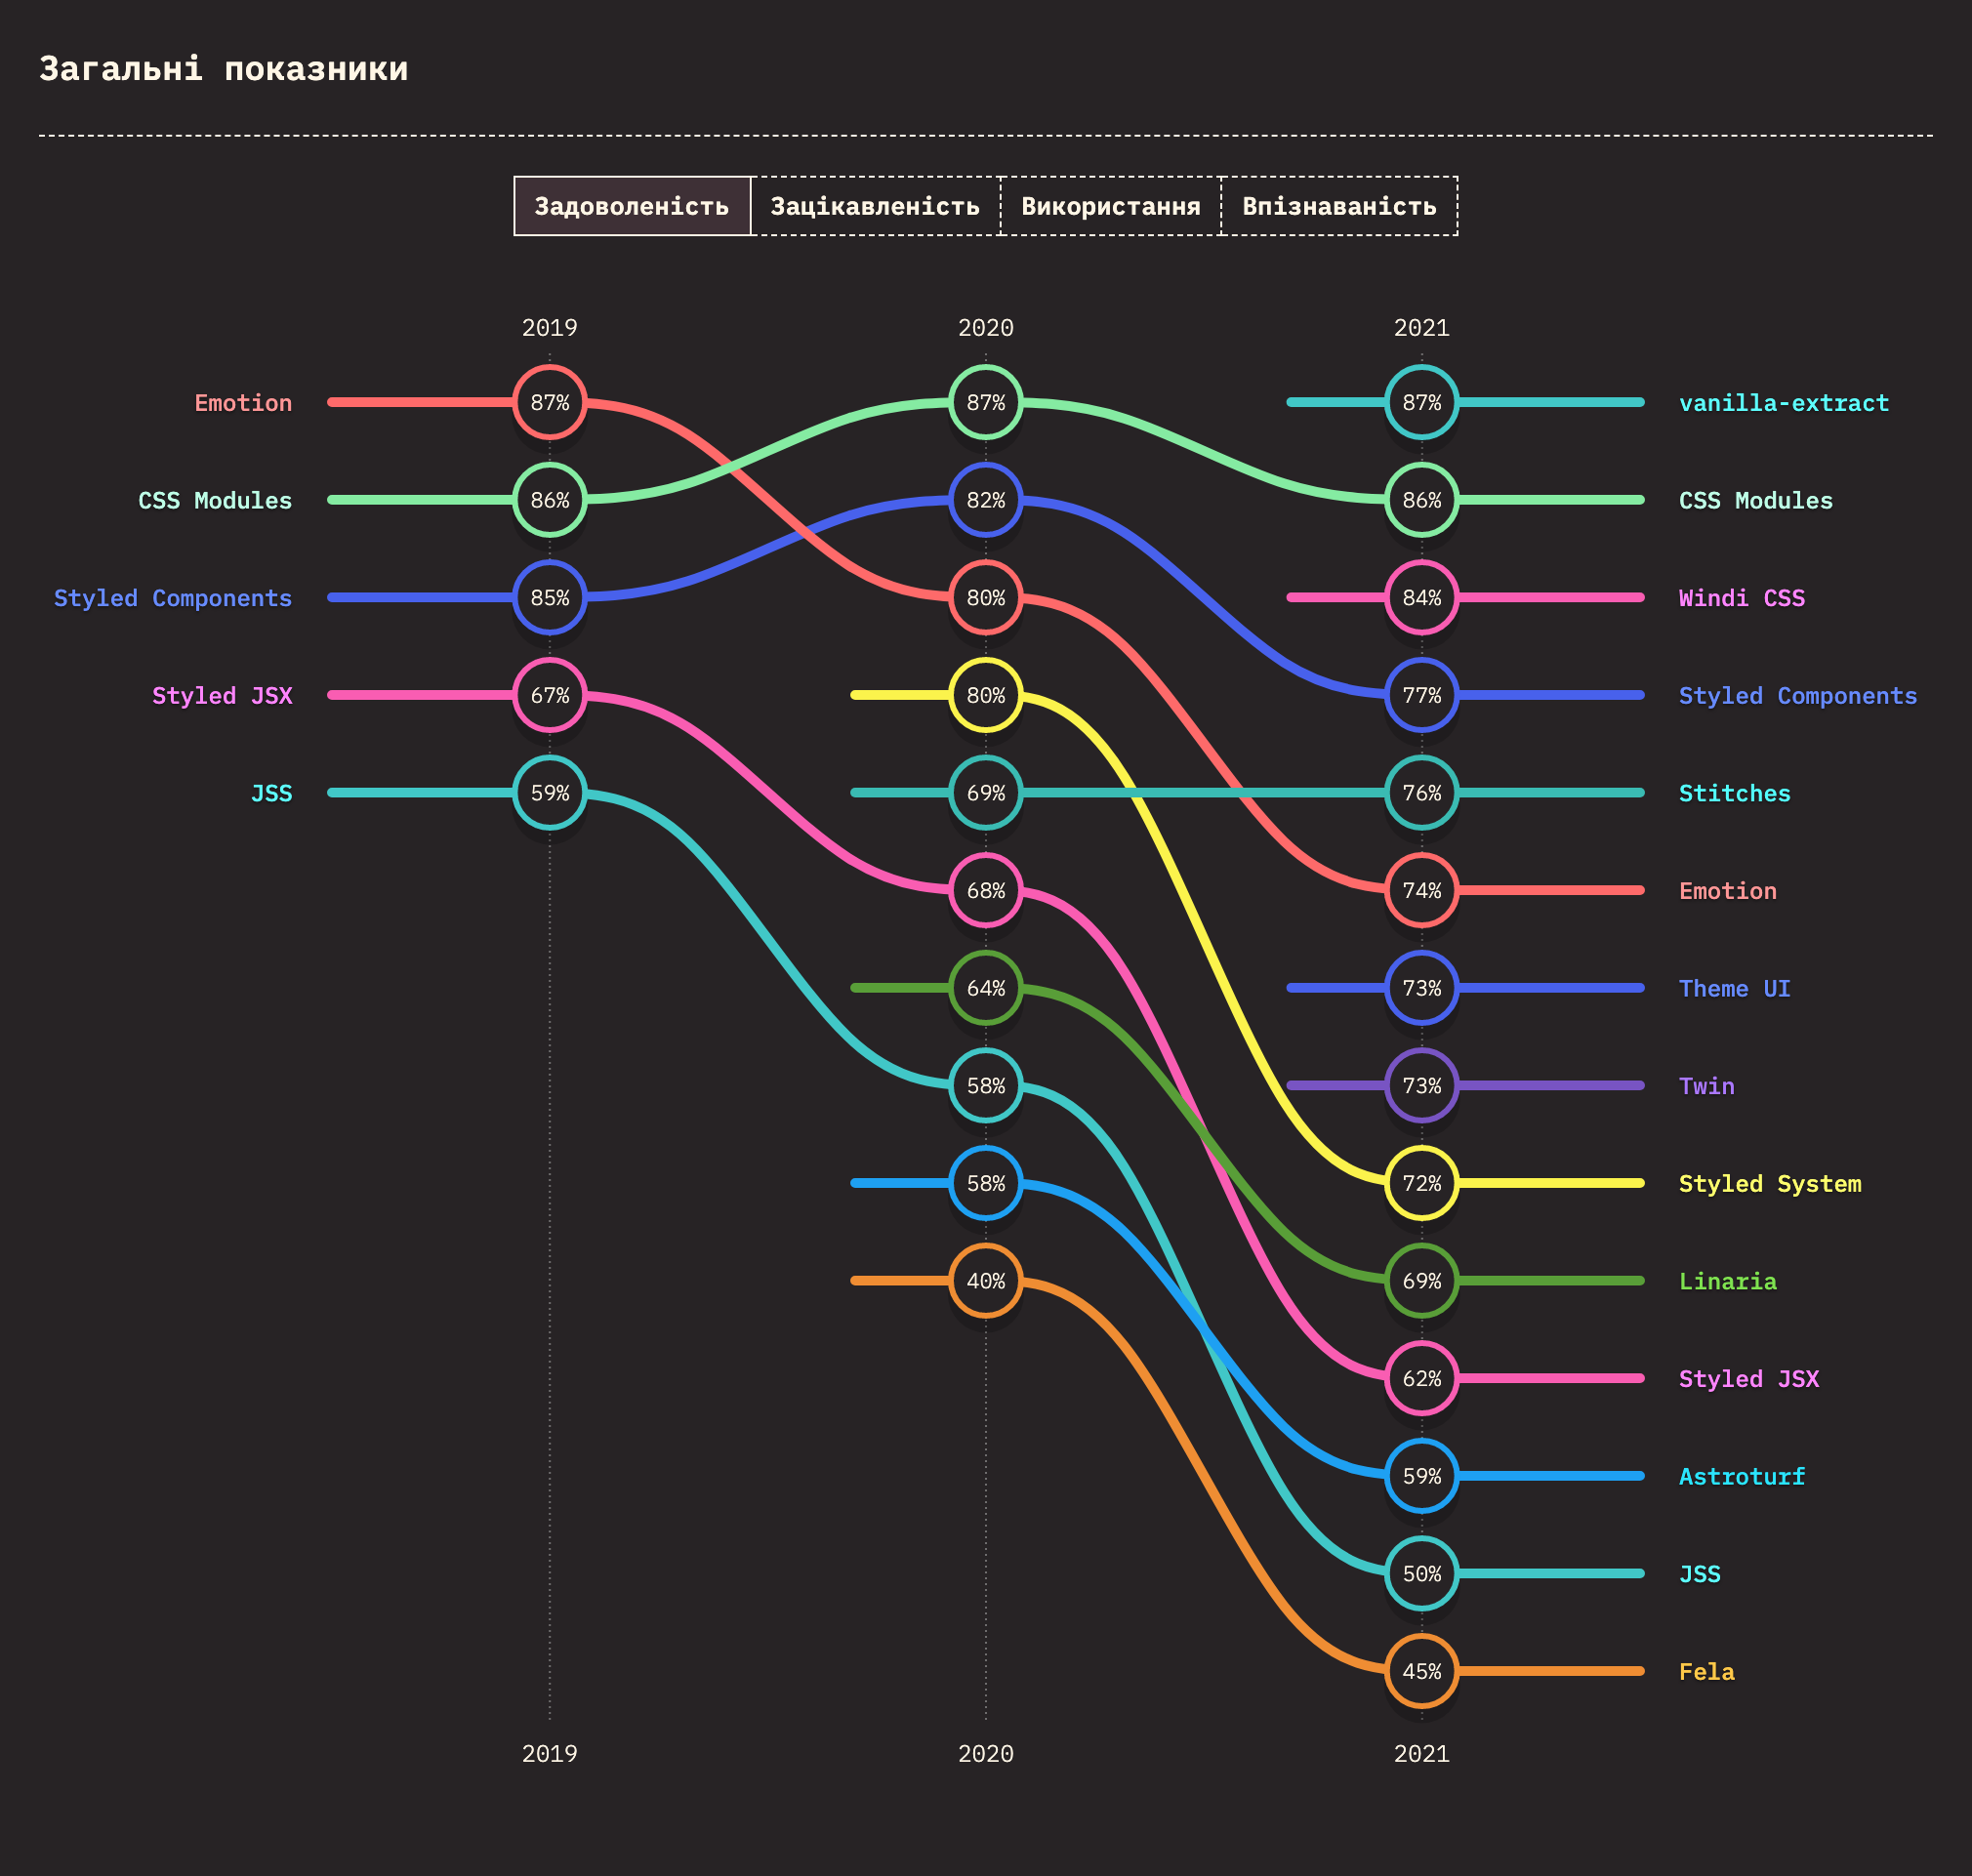 Загальні показники
Задоволеність Зацікавленість Використання Впізнаваність
2019 2020 2021
Emotion 87% 87% 87% vanilla-extract
CSS Modules 86% 82% 86% CSS Modules
Styled Components 85% 80% 84% Windi CSS
Styled JSX 67% 80% 77% Styled Components
JSS 59% 69% 76% Stitches
68% 74% Emotion
64% 73% Theme UI
58% 73% Twin
58% 72% Styled System
40% 69% Linaria
62% Styled JSX
59% Astroturf
50% JSS
45% Fela
2019 2020 2021